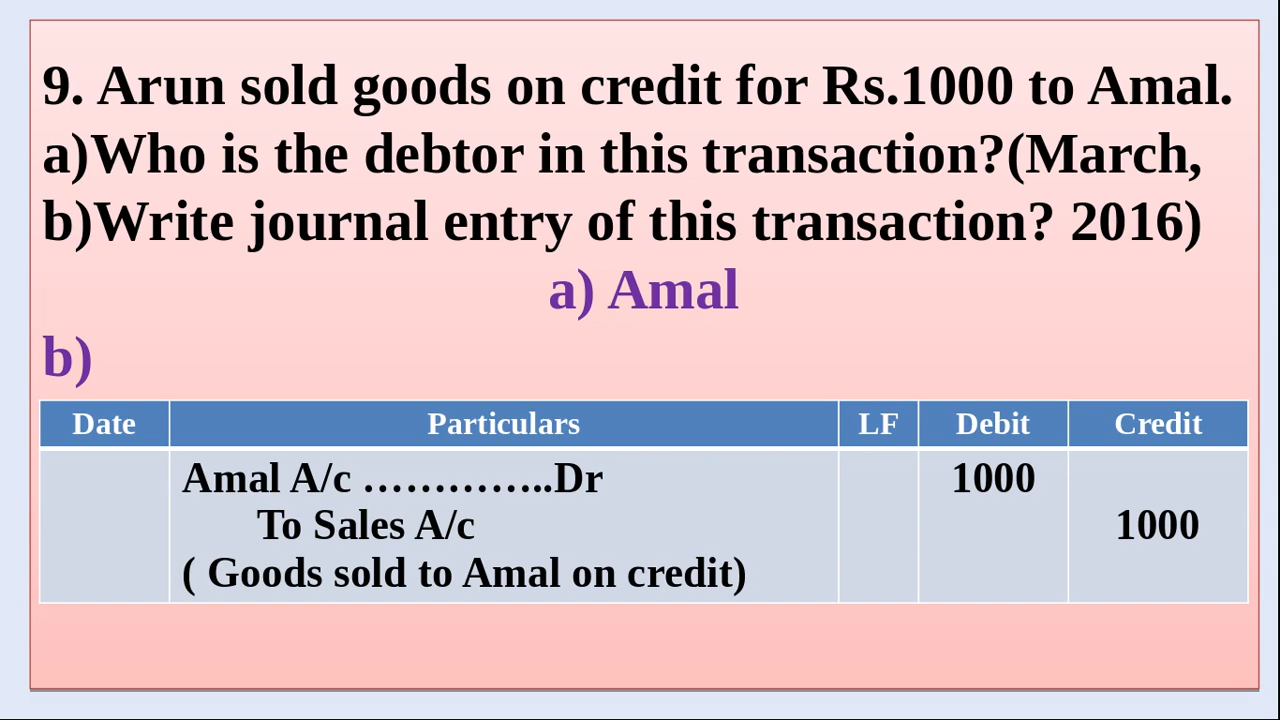 9. Arun sold goods on credit for Rs.1000 to Amal.
a)Who is the debtor in this transaction?(March,
b)Write journal entry of this transaction? 2016)
a) Amal
b)
Date Particulars LF Debit Credit
Amal A/c …………..Dr 1000
To Sales A/c 1000
( Goods sold to Amal on credit)